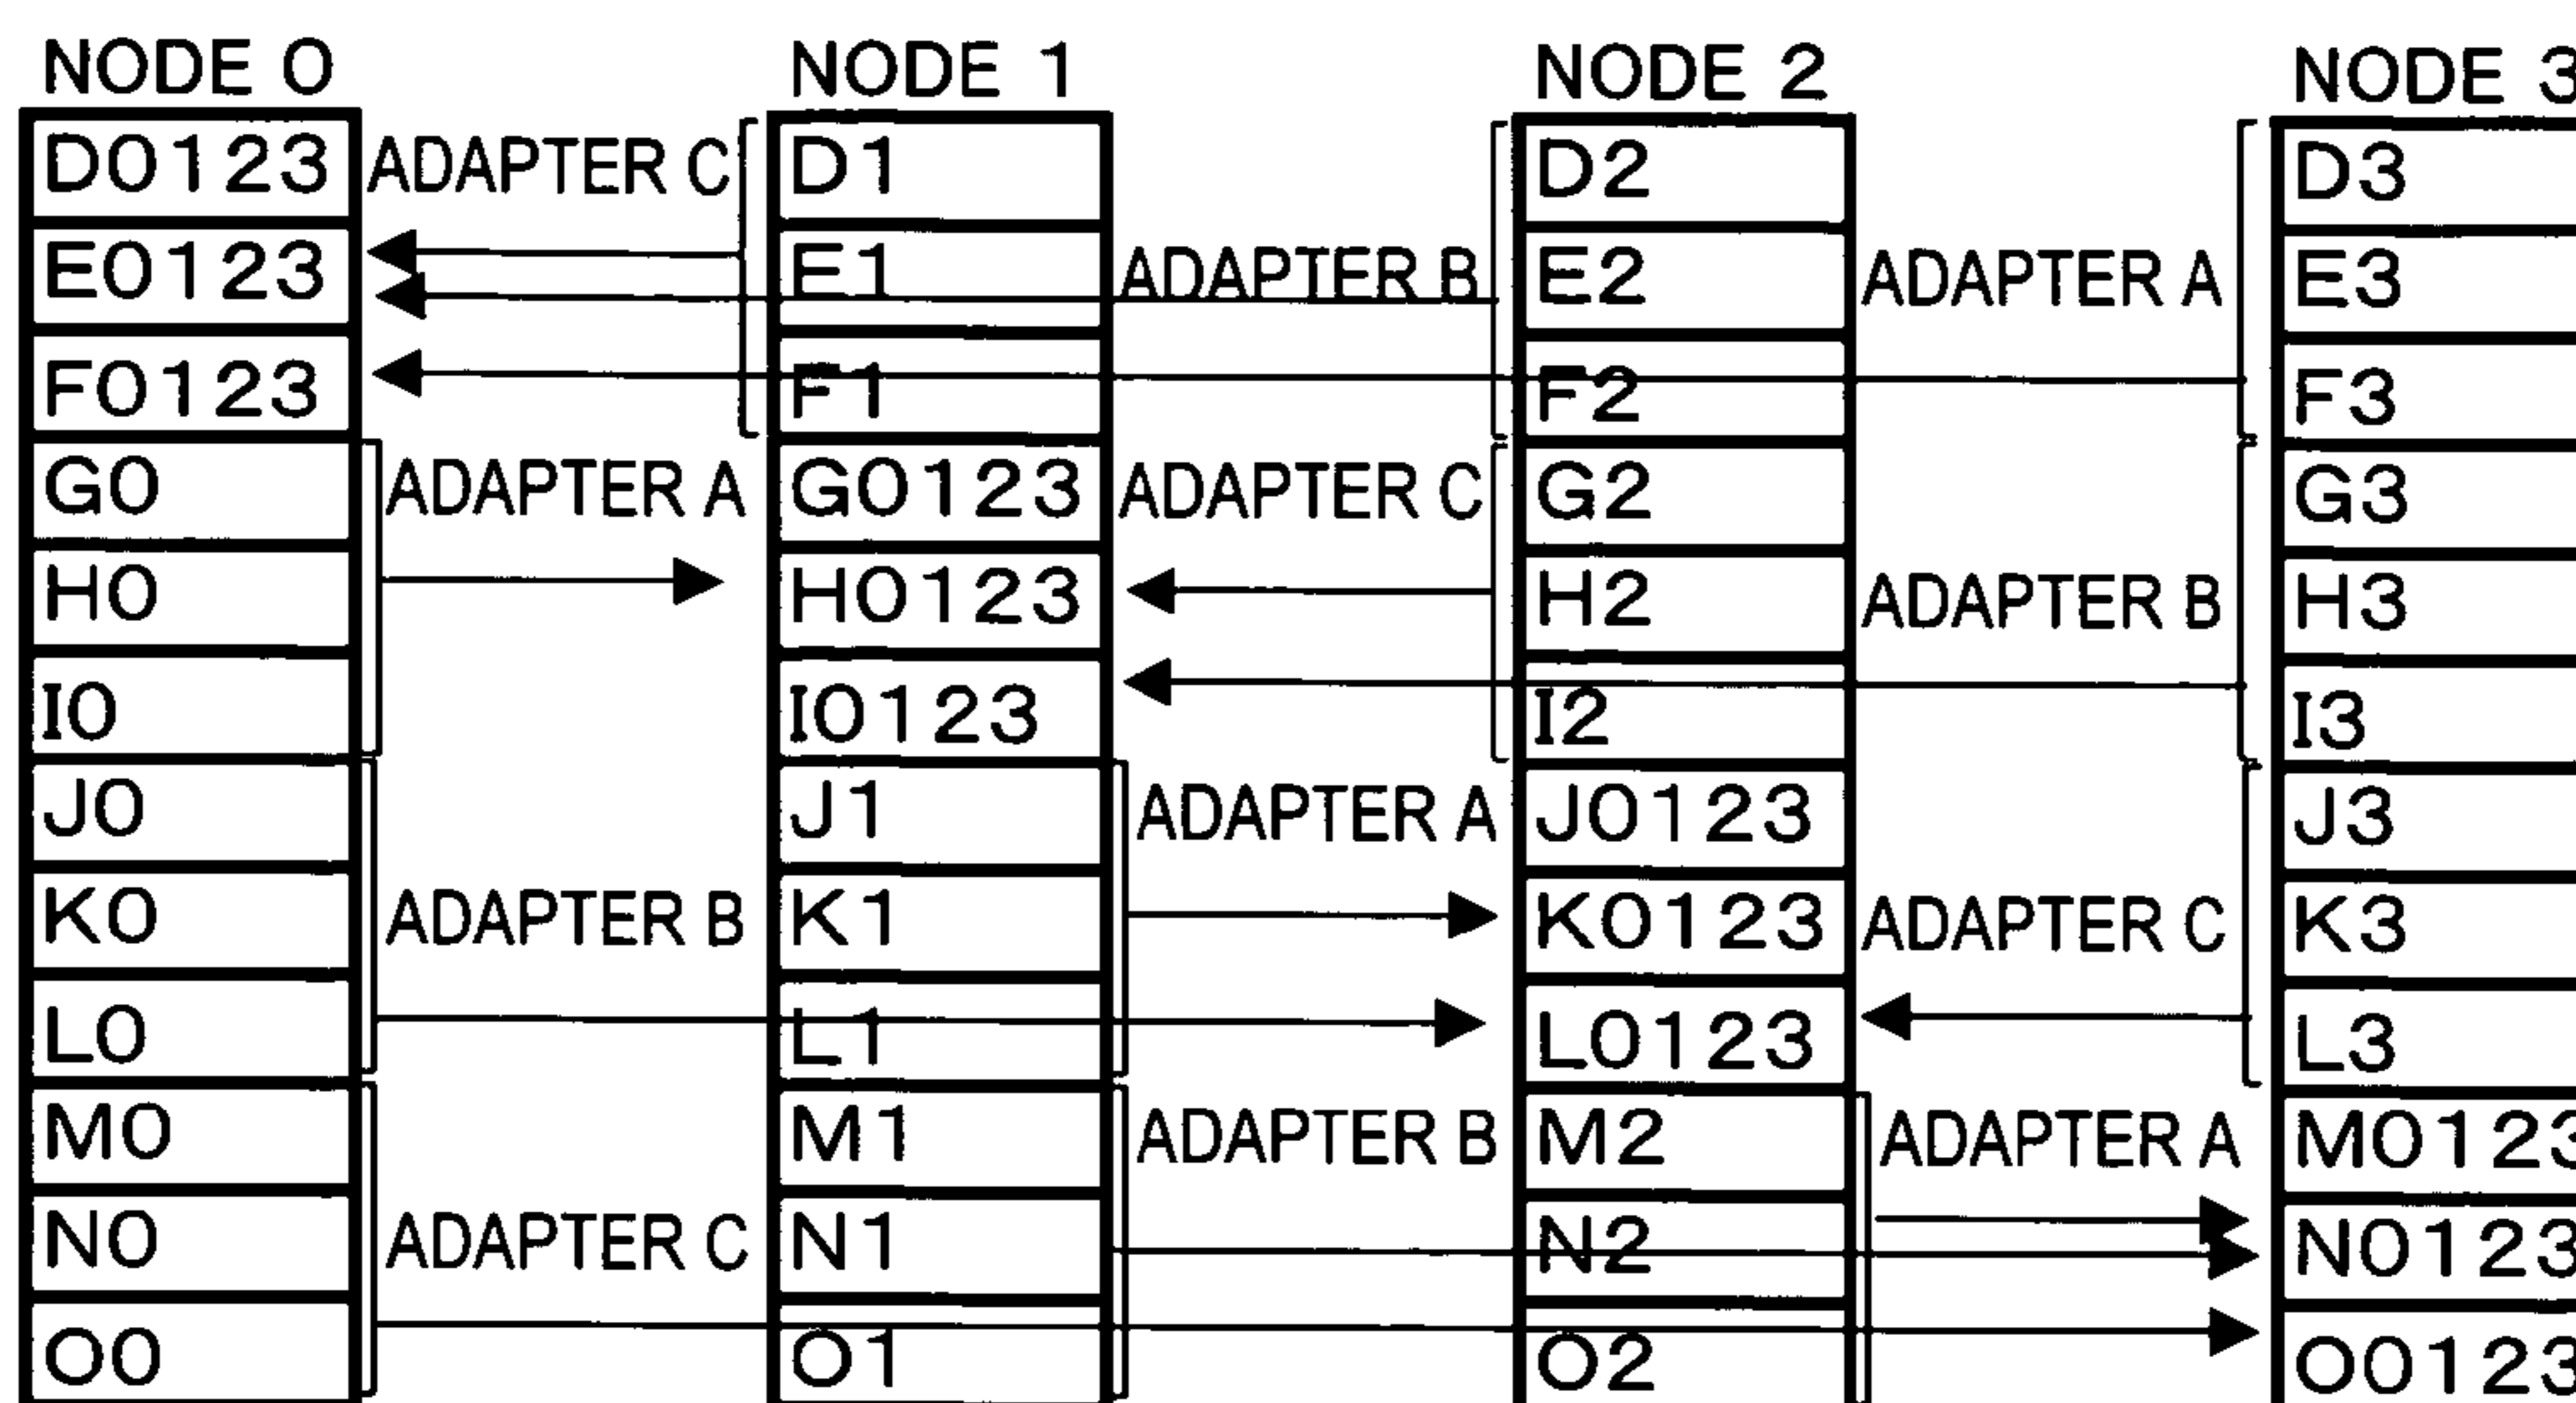 NODE 0 NODE 1 NODE 2 NODE 3
D0123 ADAPTER C D1 D2 D3
E0123 E1 ADAPTER B E2 ADAPTER A E3
F0123 F1 F2 F3
G0 ADAPTER A G0123 ADAPTER C G2 G3
H0 H0123 H2 ADAPTER B H3
I0 I0123 I2 I3
J0 J1 ADAPTER A J0123 J3
K0 ADAPTER B K1 K0123 ADAPTER C K3
L0 L1 L0123 L3
M0 M1 ADAPTER B M2 ADAPTER A M0123
N0 ADAPTER C N1 N2 N0123
O0 O1 O2 O0123